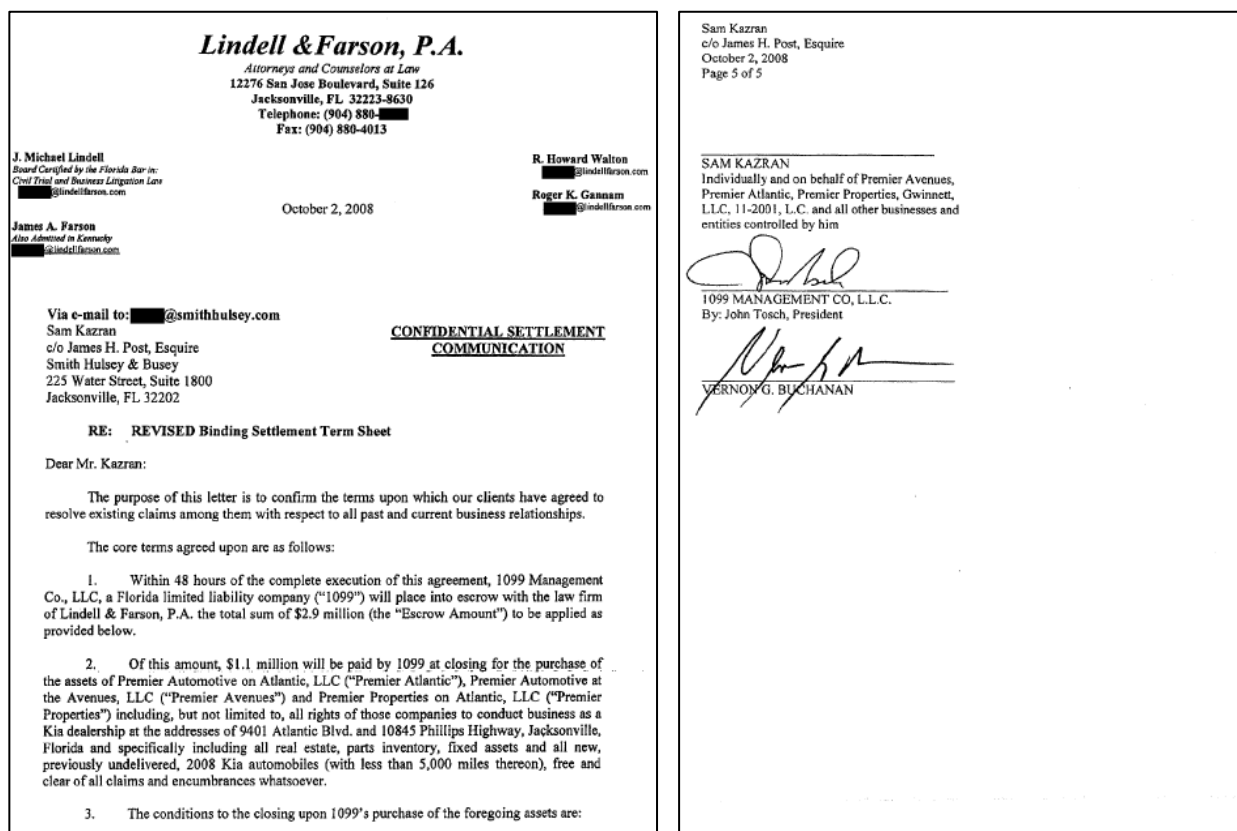 Lindell & Farson, P.A.
Attorneys and Counselors at Law
12276 San Jose Boulevard, Suite 126
Jacksonville, FL 32223-8630
Telephone: (904) 880-
Fax: (904) 880-4013
J. Michael Lindell
Board Certified by the Florida Bar in:
Civil Trial and Business Litigation Law
@lindellfarson.com
James A. Farson
Also Admitted in Kentucky
@lindellfarson.com
R. Howard Walton
@lindellfarson.com
Roger K. Gannam
@lindellfarson.com
October 2, 2008
Via e-mail to: @smithhulsey.com
Sam Kazran
c/o James H. Post, Esquire
Smith Hulsey & Busey
225 Water Street, Suite 1800
Jacksonville, FL 32202
CONFIDENTIAL SETTLEMENT
COMMUNICATION
RE: REVISED Binding Settlement Term Sheet
Dear Mr. Kazran:
The purpose of this letter is to confirm the terms upon which our clients have agreed to
resolve existing claims among them with respect to all past and current business relationships.
The core terms agreed upon are as follows:
1. Within 48 hours of the complete execution of this agreement, 1099 Management
Co., LLC, a Florida limited liability company ("1099") will place into escrow with the law firm
of Lindell & Farson, P.A. the total sum of $2.9 million (the "Escrow Amount") to be applied as
provided below.
2. Of this amount, $1.1 million will be paid by 1099 at closing for the purchase of
the assets of Premier Automotive on Atlantic, LLC ("Premier Atlantic"), Premier Automotive at
the Avenues, LLC ("Premier Avenues") and Premier Properties on Atlantic, LLC ("Premier
Properties") including, but not limited to, all rights of those companies to conduct business as a
Kia dealership at the addresses of 9401 Atlantic Blvd. and 10845 Phillips Highway, Jacksonville,
Florida and specifically including all real estate, parts inventory, fixed assets and all new,
previously undelivered, 2008 Kia automobiles (with less than 5,000 miles thereon), free and
clear of all claims and encumbrances whatsoever.
3. The conditions to the closing upon 1099's purchase of the foregoing assets are:
Sam Kazran
c/o James H. Post, Esquire
October 2, 2008
Page 5 of 5
SAM KAZRAN
Individually and on behalf of Premier Avenues,
Premier Atlantic, Premier Properties, Gwinnett,
LLC, 11-2001, L.C. and all other businesses and
entities controlled by him
1099 MANAGEMENT CO, L.L.C.
By: John Tosch, President
VERNON G. BUCHANAN